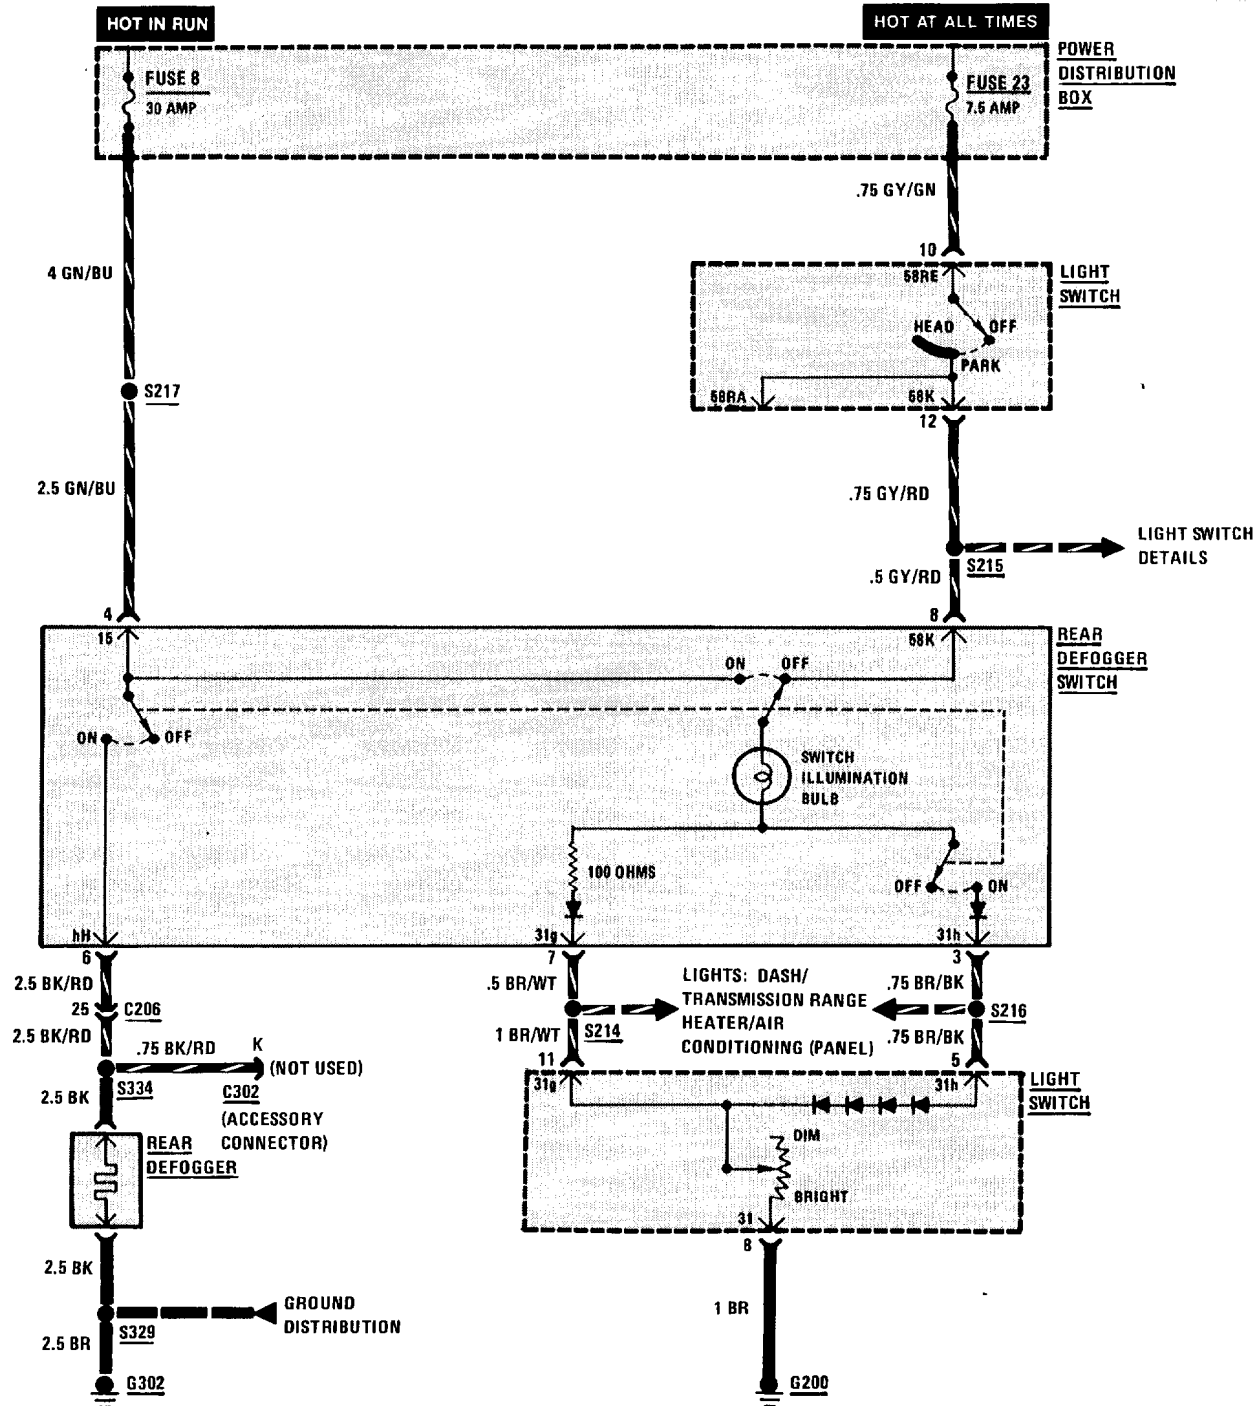 HOT IN RUN
HOT AT ALL TIMES
FUSE 8
30 AMP
FUSE 23
7.5 AMP
POWER
DISTRIBUTION
BOX
.75 GY/GN
10
4 GN/BU
58RE
LIGHT
SWITCH
HEAD
OFF
PARK
S217
58RA
58K
12
2.5 GN/BU
.75 GY/RD
LIGHT SWITCH
DETAILS
S215
.5 GY/RD
4
8
15
58K
REAR
DEFOGGER
SWITCH
ON
OFF
ON
OFF
SWITCH
ILLUMINATION
BULB
100 OHMS
OFF
ON
hH
31g
31h
6
7
3
2.5 BK/RD
.5 BR/WT
LIGHTS: DASH/
TRANSMISSION RANGE
HEATER/AIR
CONDITIONING (PANEL)
.75 BR/BK
25
C206
S214
S216
2.5 BK/RD
1 BR/WT
.75 BR/BK
.75 BK/RD
K
(NOT USED)
11
5
S334
C302
(ACCESSORY
CONNECTOR)
2.5 BK
31g
31h
LIGHT
SWITCH
REAR
DEFOGGER
DIM
BRIGHT
31
8
2.5 BK
GROUND
DISTRIBUTION
1 BR
S329
2.5 BR
G302
G200